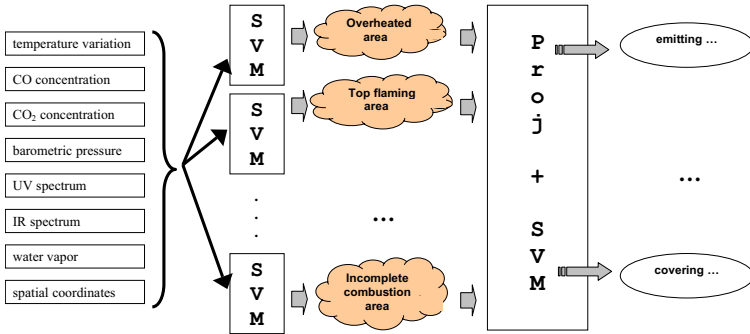 temperature variation
CO concentration
CO₂ concentration
barometric pressure
UV spectrum
IR spectrum
water vapor
spatial coordinates
S
V
M
S
V
M
.
.
.
.
S
V
M
Overheated
area
Top flaming
area
...
Incomplete
combustion
area
P
r
o
j
+
S
V
M
emitting ...
...
covering ...